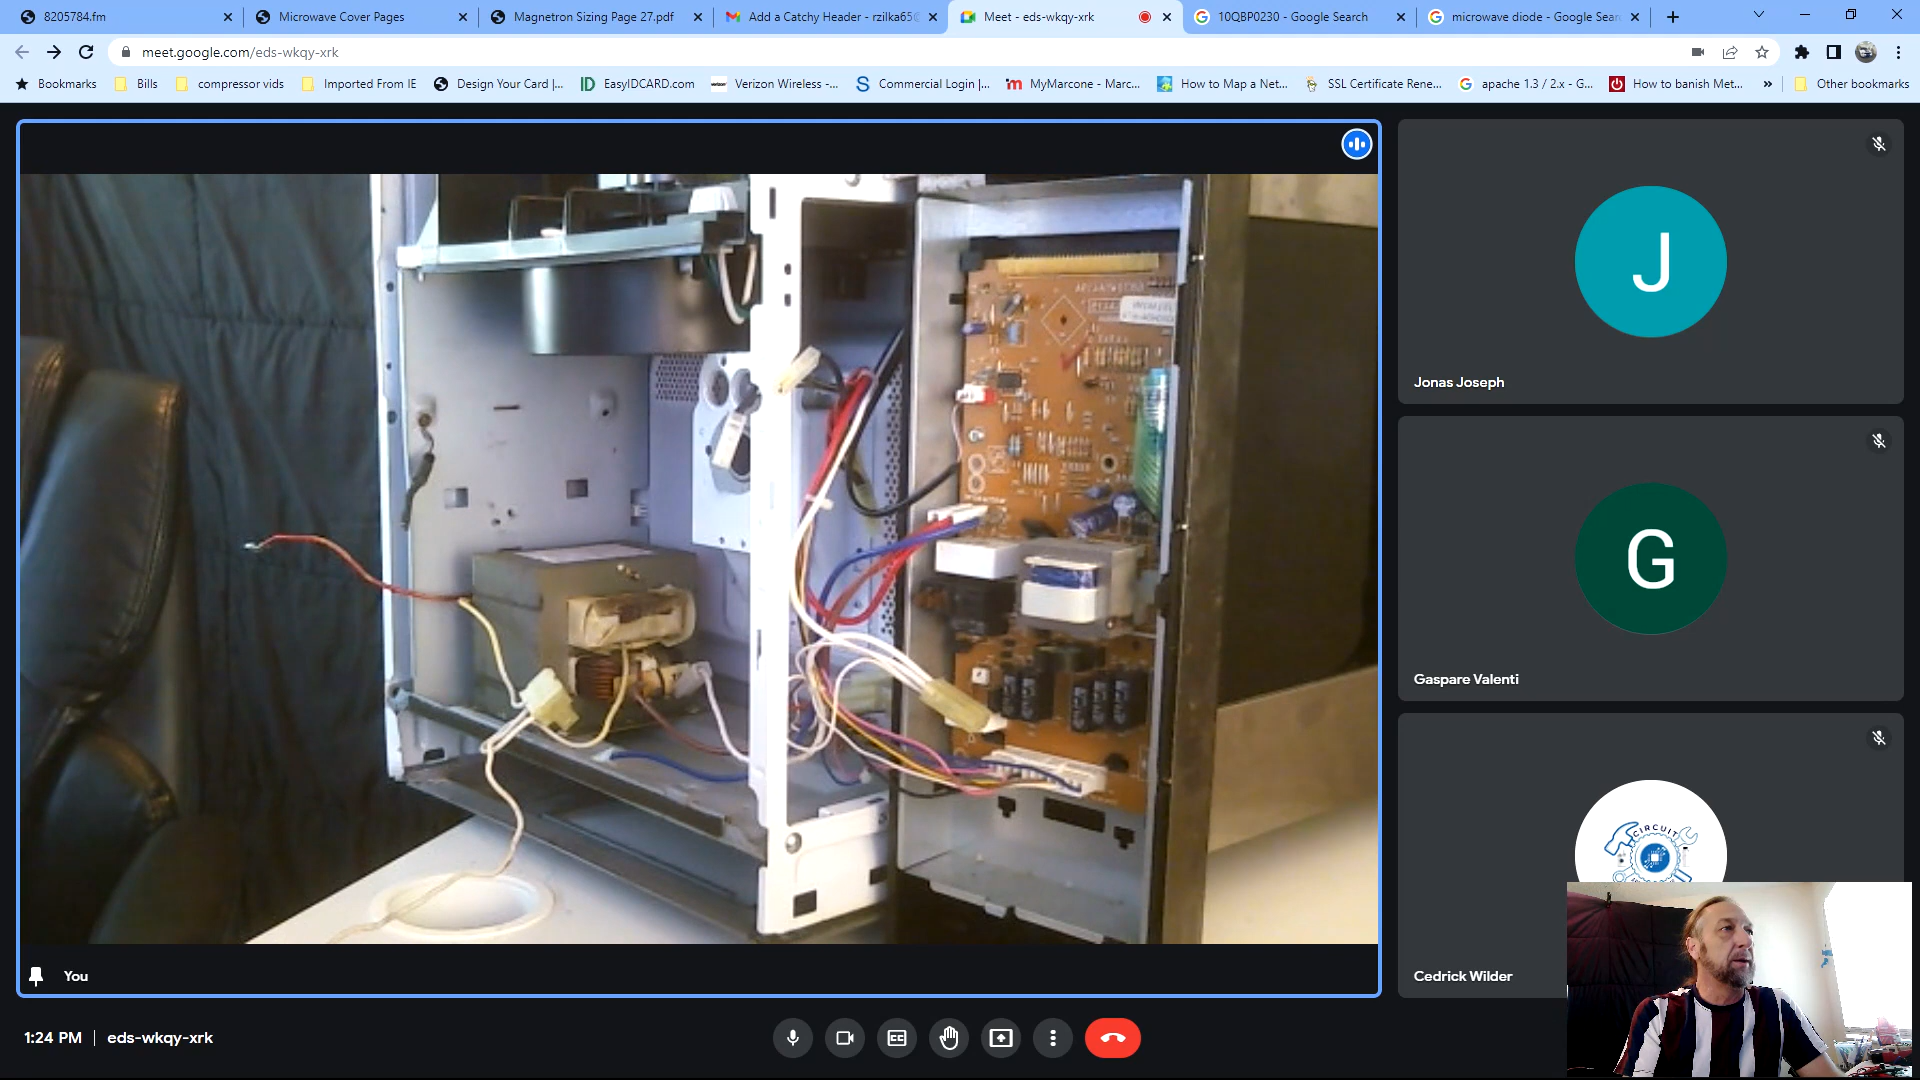 8205784.fm
Microwave Cover Pages
Magnetron Sizing Page 27.pdf
Add a Catchy Header - rzilka65
Meet - eds-wkqy-xrk
10QBP0230 - Google Search
microwave diode - Google Sear
meet.google.com/eds-wkqy-xrk
Bookmarks
Bills
compressor vids
Imported From IE
Design Your Card |...
EasyIDCARD.com
Verizon Wireless -...
Commercial Login |...
MyMarcone - Marc...
How to Map a Net...
SSL Certificate Rene...
apache 1.3 / 2.x - G...
How to banish Met...
»
Other bookmarks
J
Jonas Joseph
G
Gaspare Valenti
CIRCUIT
Cedrick Wilder
You
1:24 PM | eds-wkqy-xrk